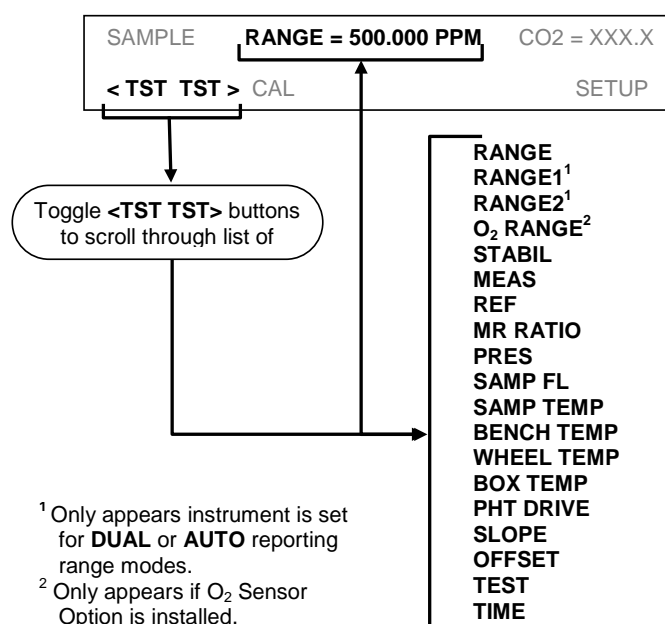 SAMPLE RANGE = 500.000 PPM CO2 = XXX.X
< TST TST > CAL SETUP
Toggle <TST TST> buttons
to scroll through list of
RANGE
RANGE1¹
RANGE2¹
O₂ RANGE²
STABIL
MEAS
REF
MR RATIO
PRES
SAMP FL
SAMP TEMP
BENCH TEMP
WHEEL TEMP
BOX TEMP
PHT DRIVE
SLOPE
OFFSET
TEST
TIME
¹ Only appears instrument is set
for DUAL or AUTO reporting
range modes.
² Only appears if O₂ Sensor
Option is installed.